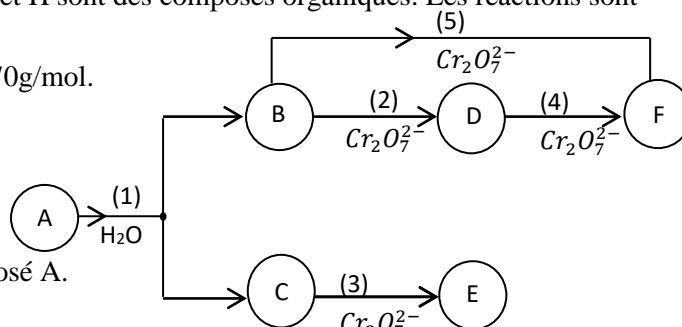 et H sont des composés organiques. Les réactions sont
(5)
Cr₂O₇²⁻
70g/mol.
B
(2)
Cr₂O₇²⁻
D
(4)
Cr₂O₇²⁻
F
A
(1)
H₂O
osé A.
C
(3)
Cr₂O₇²⁻
E